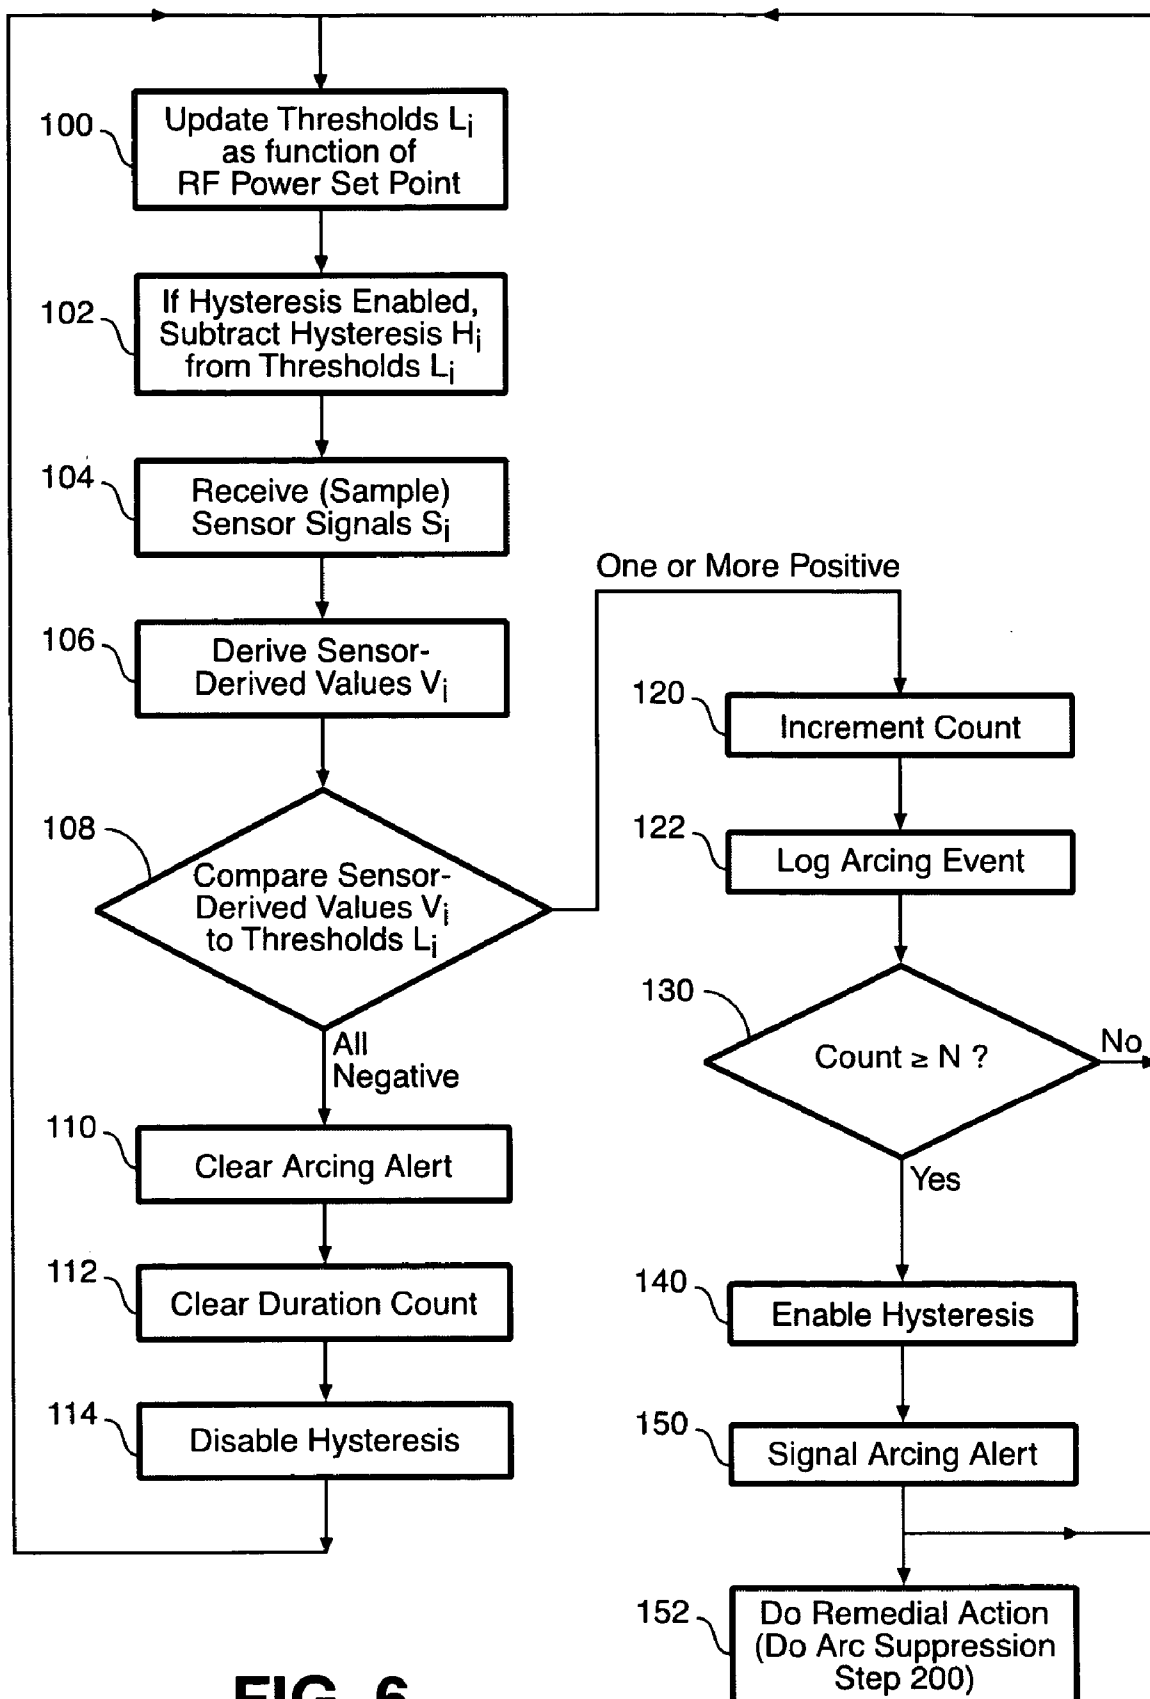 100
Update Thresholds Li
as function of
RF Power Set Point
102
If Hysteresis Enabled,
Subtract Hysteresis Hi
from Thresholds Li
104
Receive (Sample)
Sensor Signals Si
106
Derive Sensor-
Derived Values Vi
108
Compare Sensor-
Derived Values Vi
to Thresholds Li
All
Negative
110
Clear Arcing Alert
112
Clear Duration Count
114
Disable Hysteresis
One or More Positive
120
Increment Count
122
Log Arcing Event
130
Count ≥ N ?
No
Yes
140
Enable Hysteresis
150
Signal Arcing Alert
152
Do Remedial Action
(Do Arc Suppression
Step 200)
FIG. 6